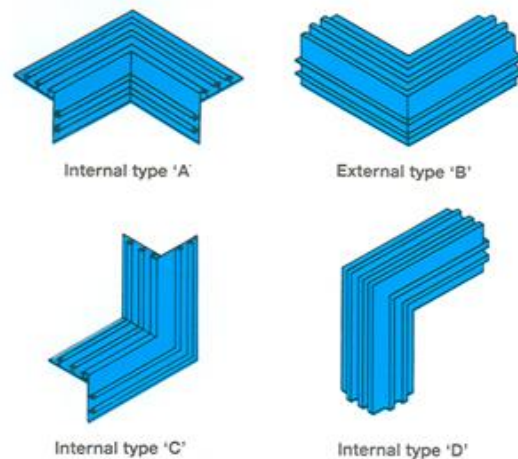 Internal type 'A'
External type 'B'
Internal type 'C'
Internal type 'D'